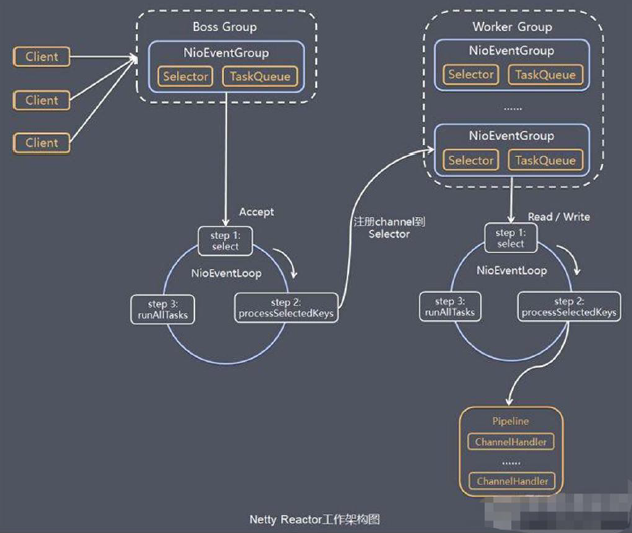 Boss Group
NioEventGroup
Selector
TaskQueue
Client
Client
Client
Worker Group
NioEventGroup
Selector
TaskQueue
......
NioEventGroup
Selector
TaskQueue
Accept
step 1:
select
NioEventLoop
step 2:
processSelectedKeys
step 3:
runAllTasks
注册channel到
Selector
Read / Write
step 1:
select
NioEventLoop
step 2:
processSelectedKeys
step 3:
runAllTasks
Pipeline
ChannelHandler
......
ChannelHandler
Netty Reactor工作架构图